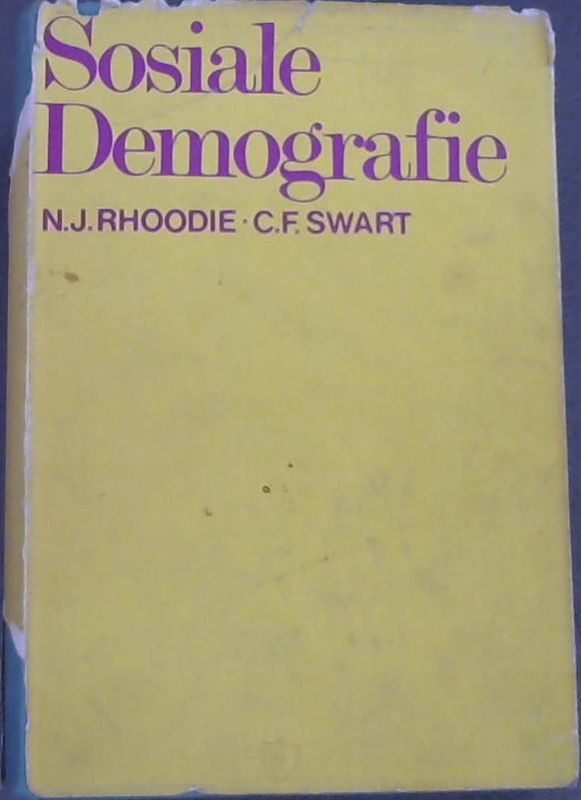 Sosiale
Demografie
N.J. RHOODIE · C.F. SWART